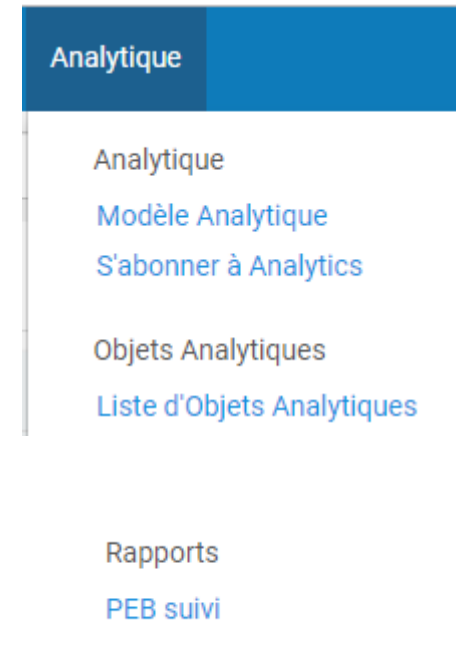 Analytique
Analytique
Modèle Analytique
S'abonner à Analytics
Objets Analytiques
Liste d'Objets Analytiques
Rapports
PEB suivi